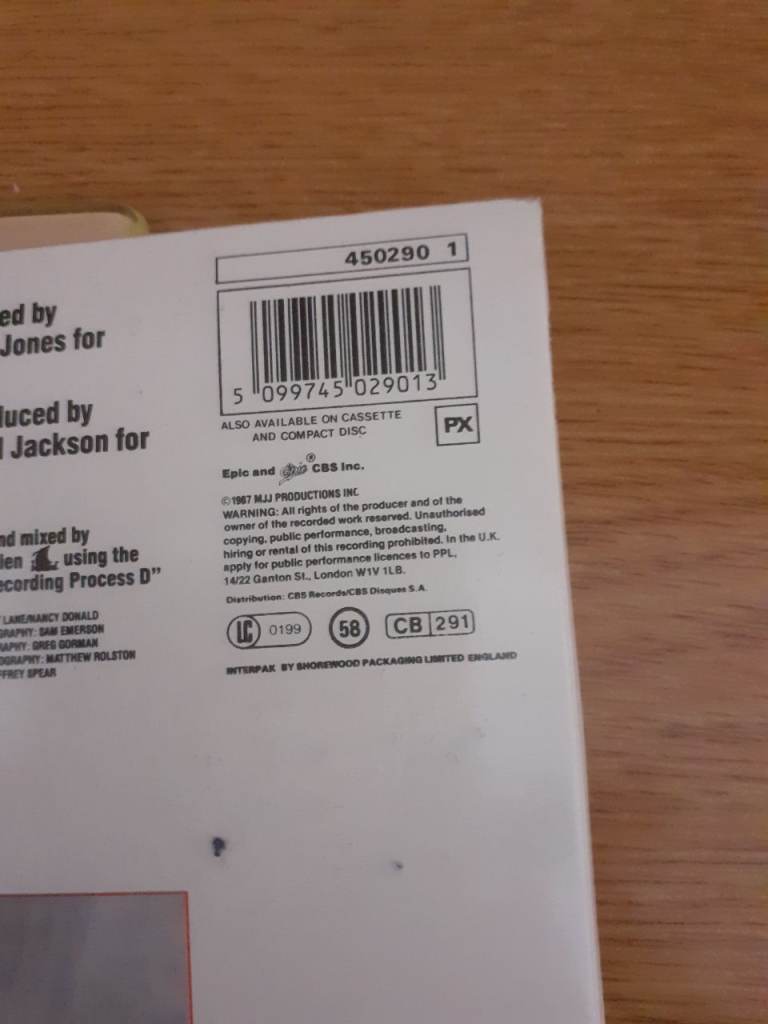 ed by
Jones for
duced by
l Jackson for
nd mixed by
ien using the
ecording Process D"
LANE/NANCY DONALD
GRAPHY: SAM EMERSON
RAPHY: GREG GORMAN
OGRAPHY: MATTHEW ROLSTON
FFREY SPEAR
450290 1
5 099745 029013
ALSO AVAILABLE ON CASSETTE
AND COMPACT DISC
PX
Epic and Epic ® CBS Inc.
©1987 MJJ PRODUCTIONS INC
WARNING: All rights of the producer and of the
owner of the recorded work reserved. Unauthorised
copying, public performance, broadcasting,
hiring or rental of this recording prohibited. In the U.K.
apply for public performance licences to PPL,
14/22 Ganton St., London W1V 1LB.
Distribution: CBS Records/CBS Disques S.A.
LC 0199 58 CB 291
INTERPAK BY SHOREWOOD PACKAGING LIMITED ENGLAND